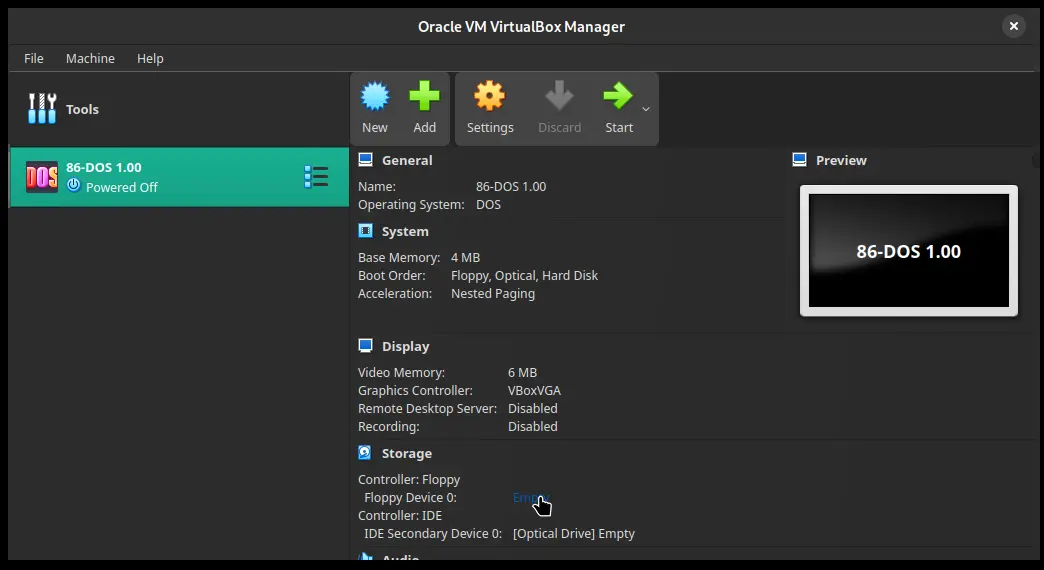 Oracle VM VirtualBox Manager
File Machine Help
Tools
New Add Settings Discard Start
DOS
86-DOS 1.00
Powered Off
General
Name: 86-DOS 1.00
Operating System: DOS
System
Base Memory: 4 MB
Boot Order: Floppy, Optical, Hard Disk
Acceleration: Nested Paging
Preview
86-DOS 1.00
Display
Video Memory: 6 MB
Graphics Controller: VBoxVGA
Remote Desktop Server: Disabled
Recording: Disabled
Storage
Controller: Floppy
Floppy Device 0: Empty
Controller: IDE
IDE Secondary Device 0: [Optical Drive] Empty
Audio